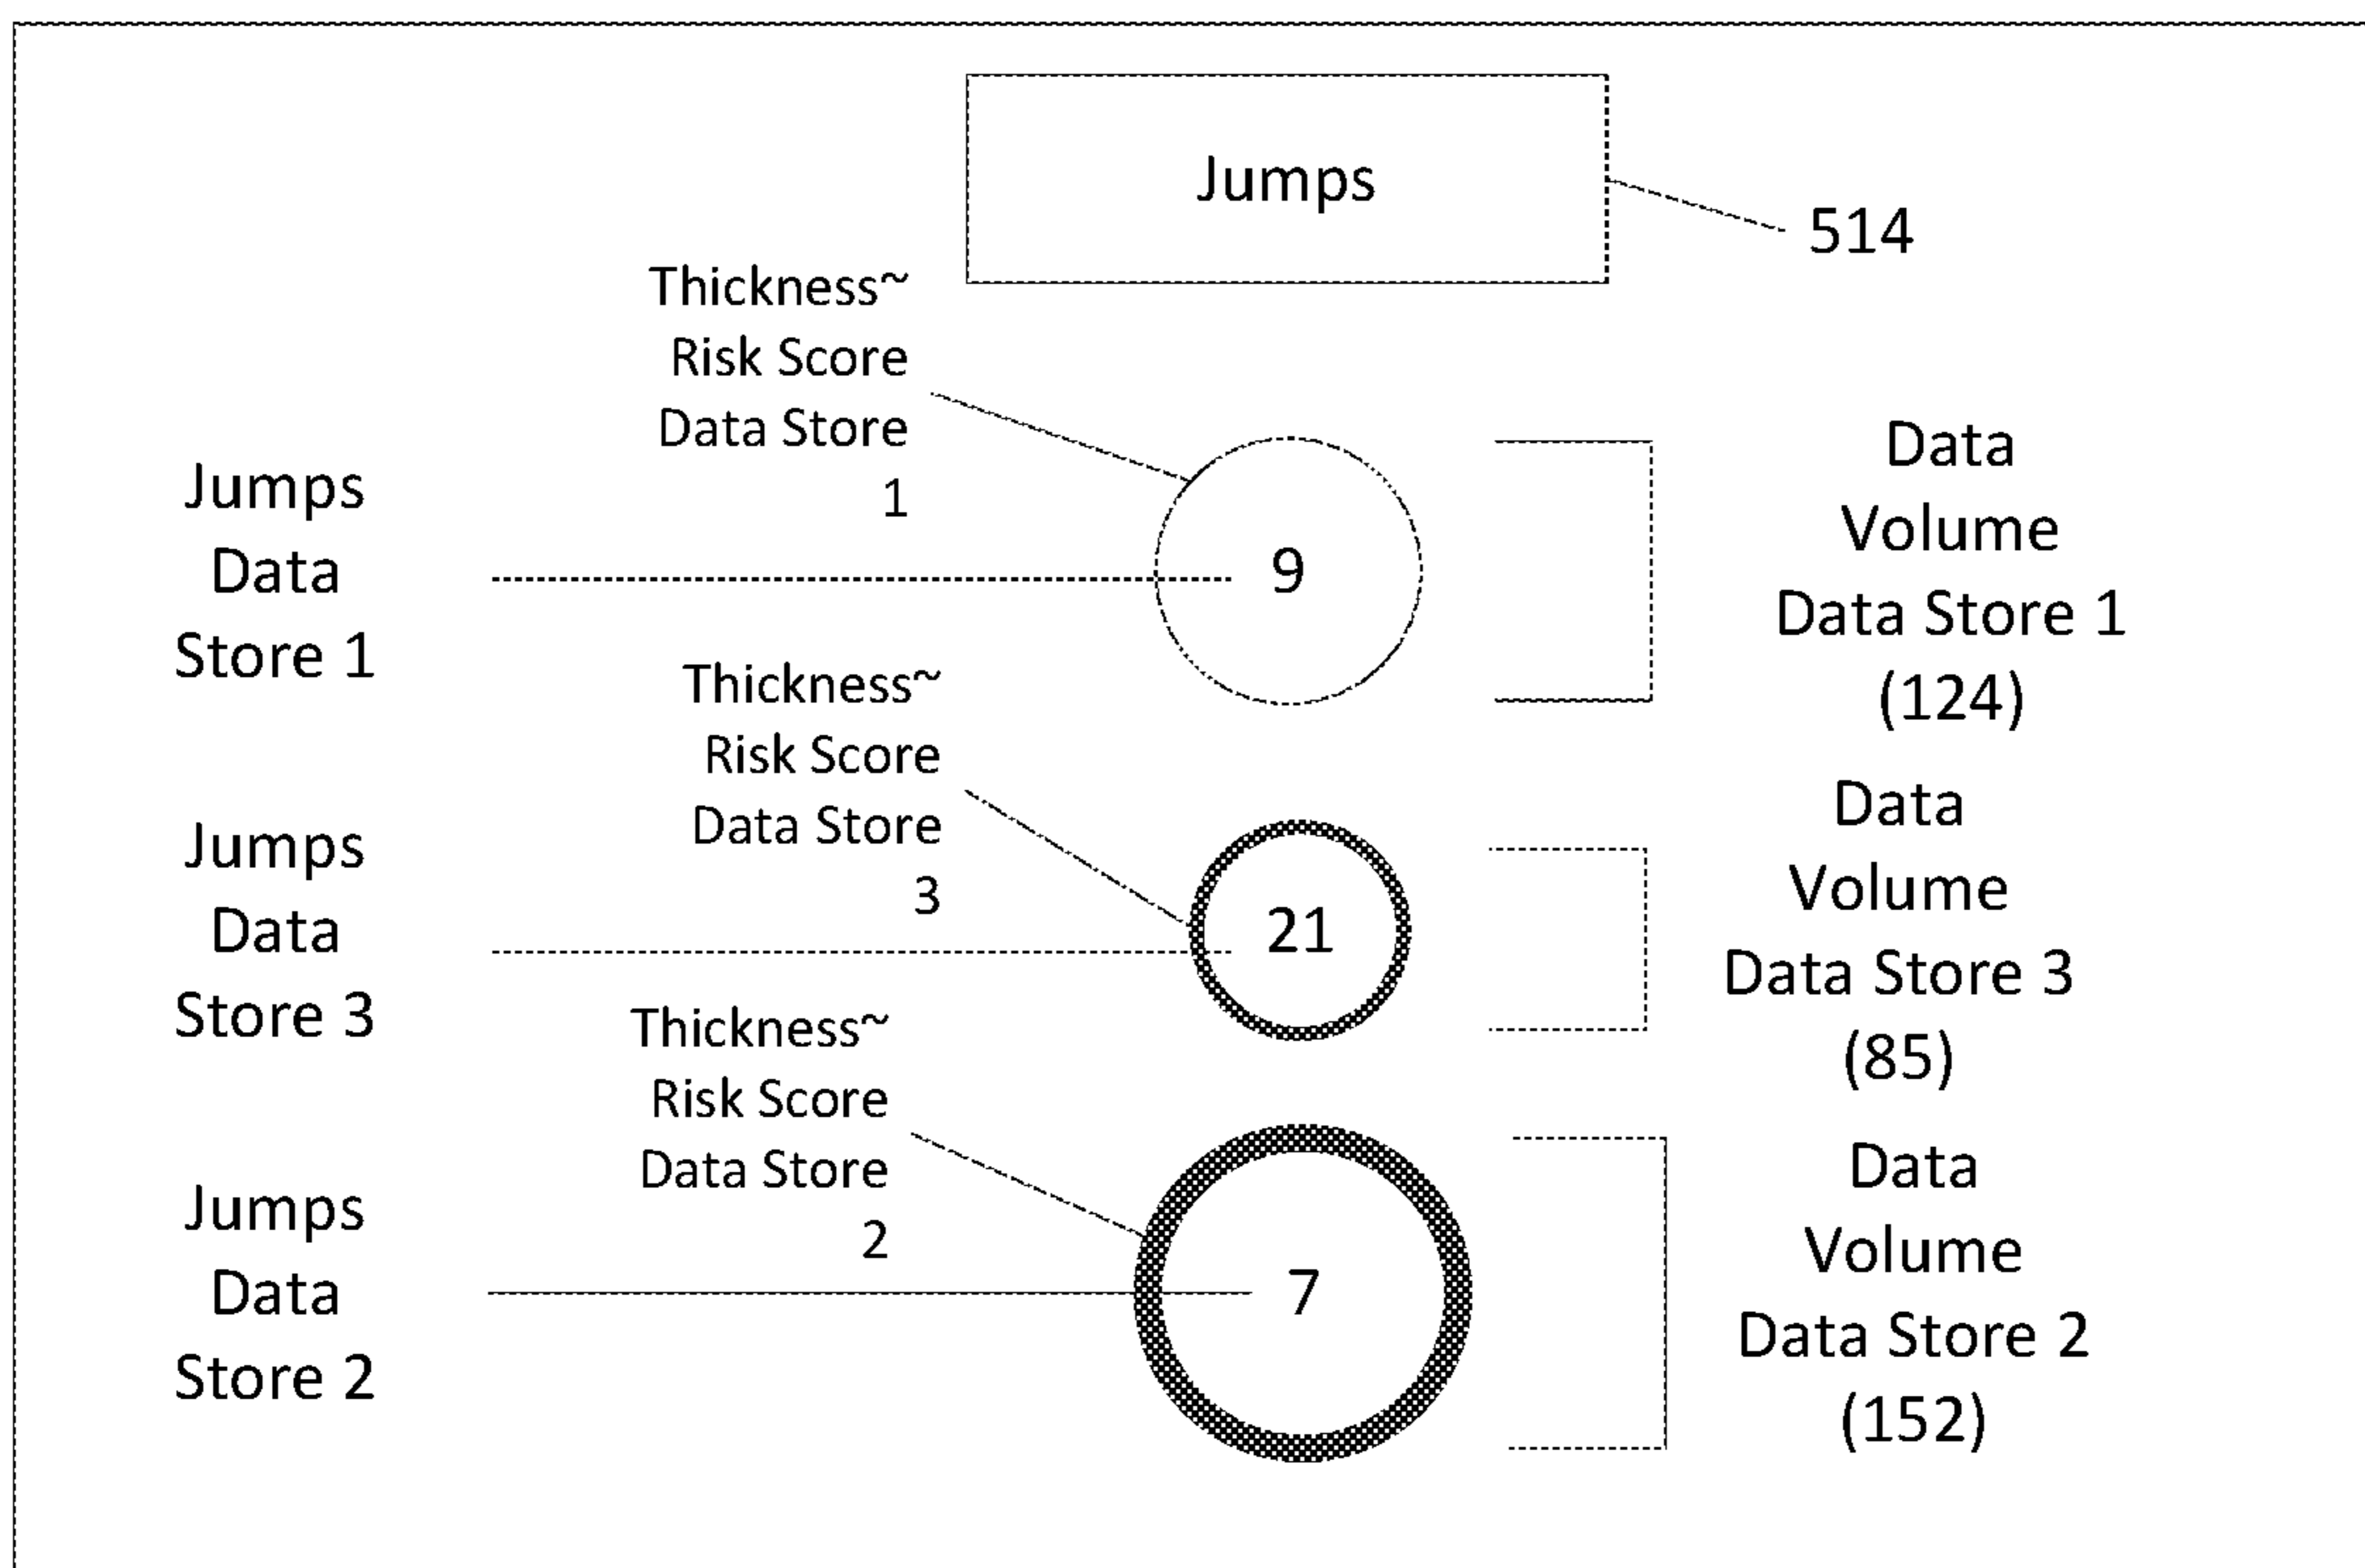 Jumps
514
Thickness~
Risk Score
Data Store
1
Jumps
Data
Store 1
9
Data
Volume
Data Store 1
(124)
Thickness~
Risk Score
Data Store
3
Jumps
Data
Store 3
21
Data
Volume
Data Store 3
(85)
Thickness~
Risk Score
Data Store
2
Jumps
Data
Store 2
7
Data
Volume
Data Store 2
(152)